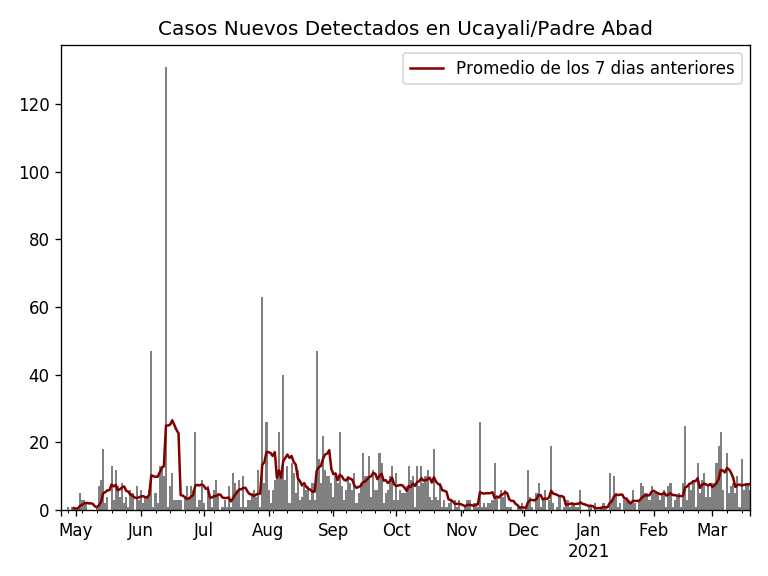 Casos Nuevos Detectados en Ucayali/Padre Abad
Promedio de los 7 dias anteriores
120
100
80
60
40
20
0
May Jun Jul Aug Sep Oct Nov Dec Jan Feb Mar
2021